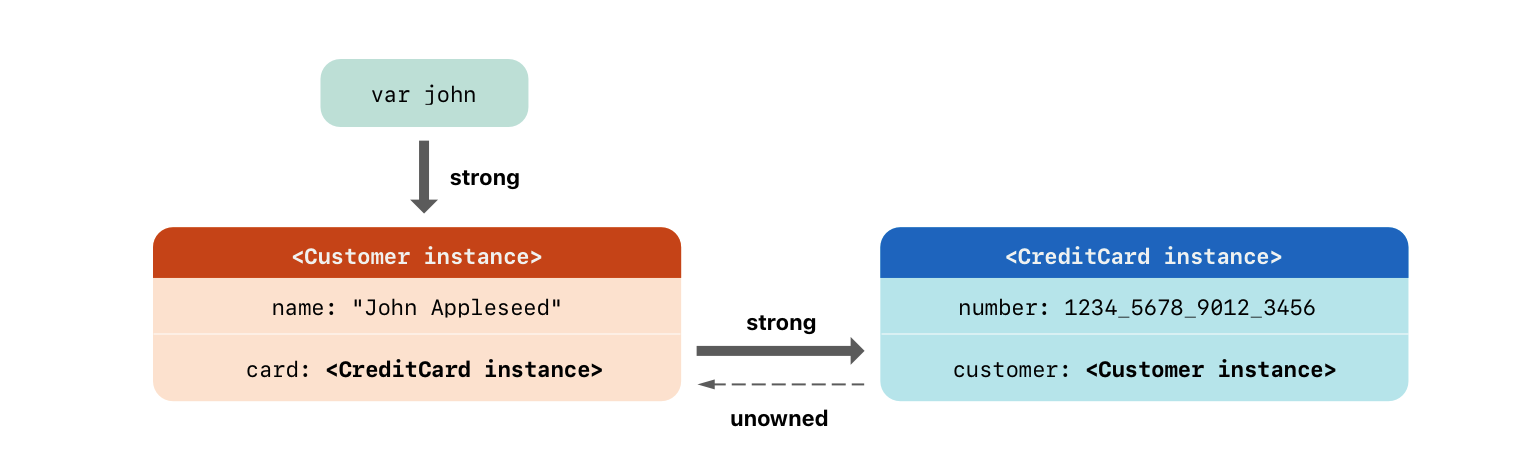 var john
strong
<Customer instance>
name: "John Appleseed"
card: <CreditCard instance>
strong
unowned
<CreditCard instance>
number: 1234_5678_9012_3456
customer: <Customer instance>